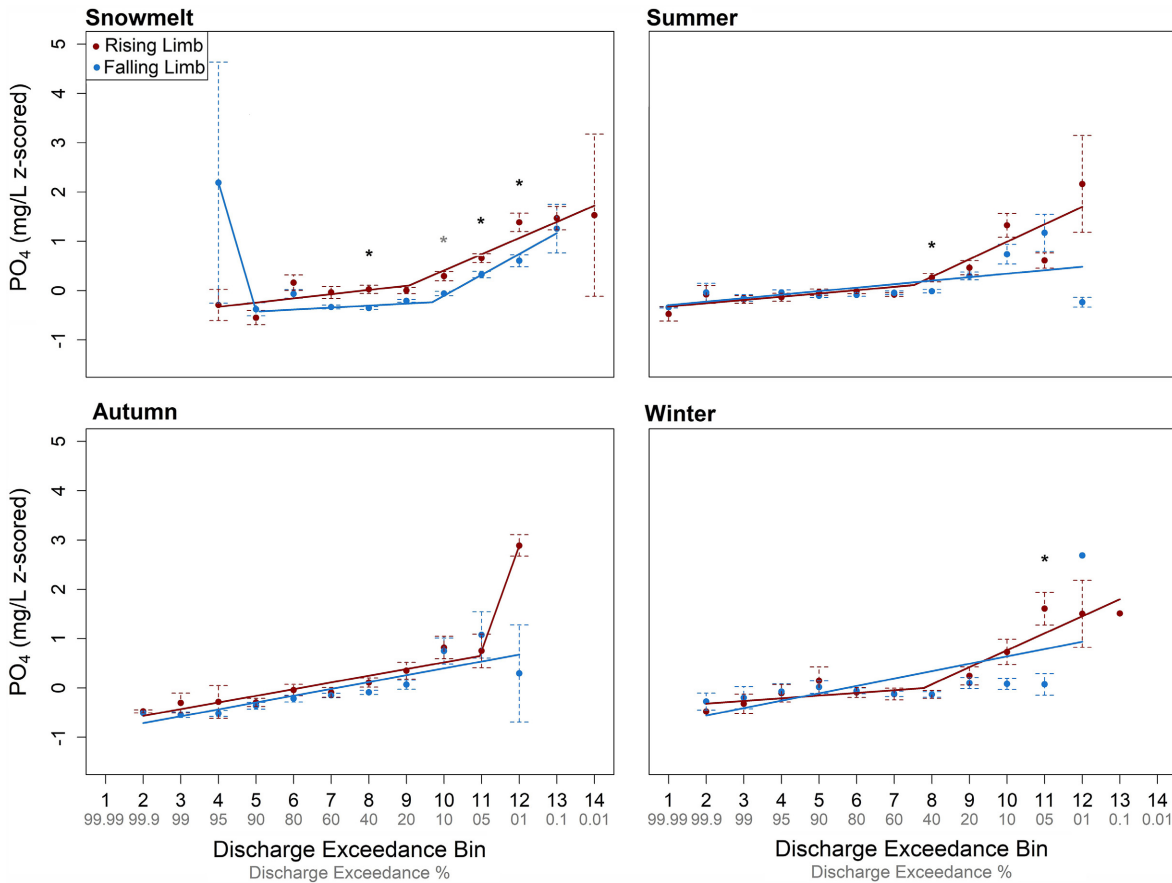 Snowmelt
Summer
Rising Limb
Falling Limb
PO4 (mg/L z-scored)
5
4
3
2
1
0
-1
*
*
*
*
*
Autumn
Winter
PO4 (mg/L z-scored)
5
4
3
2
1
0
-1
*
1 2 3 4 5 6 7 8 9 10 11 12 13 14
99.99 99.9 99 95 90 80 60 40 20 10 05 01 0.1 0.01
Discharge Exceedance Bin
Discharge Exceedance %
1 2 3 4 5 6 7 8 9 10 11 12 13 14
99.99 99.9 99 95 90 80 60 40 20 10 05 01 0.1 0.01
Discharge Exceedance Bin
Discharge Exceedance %